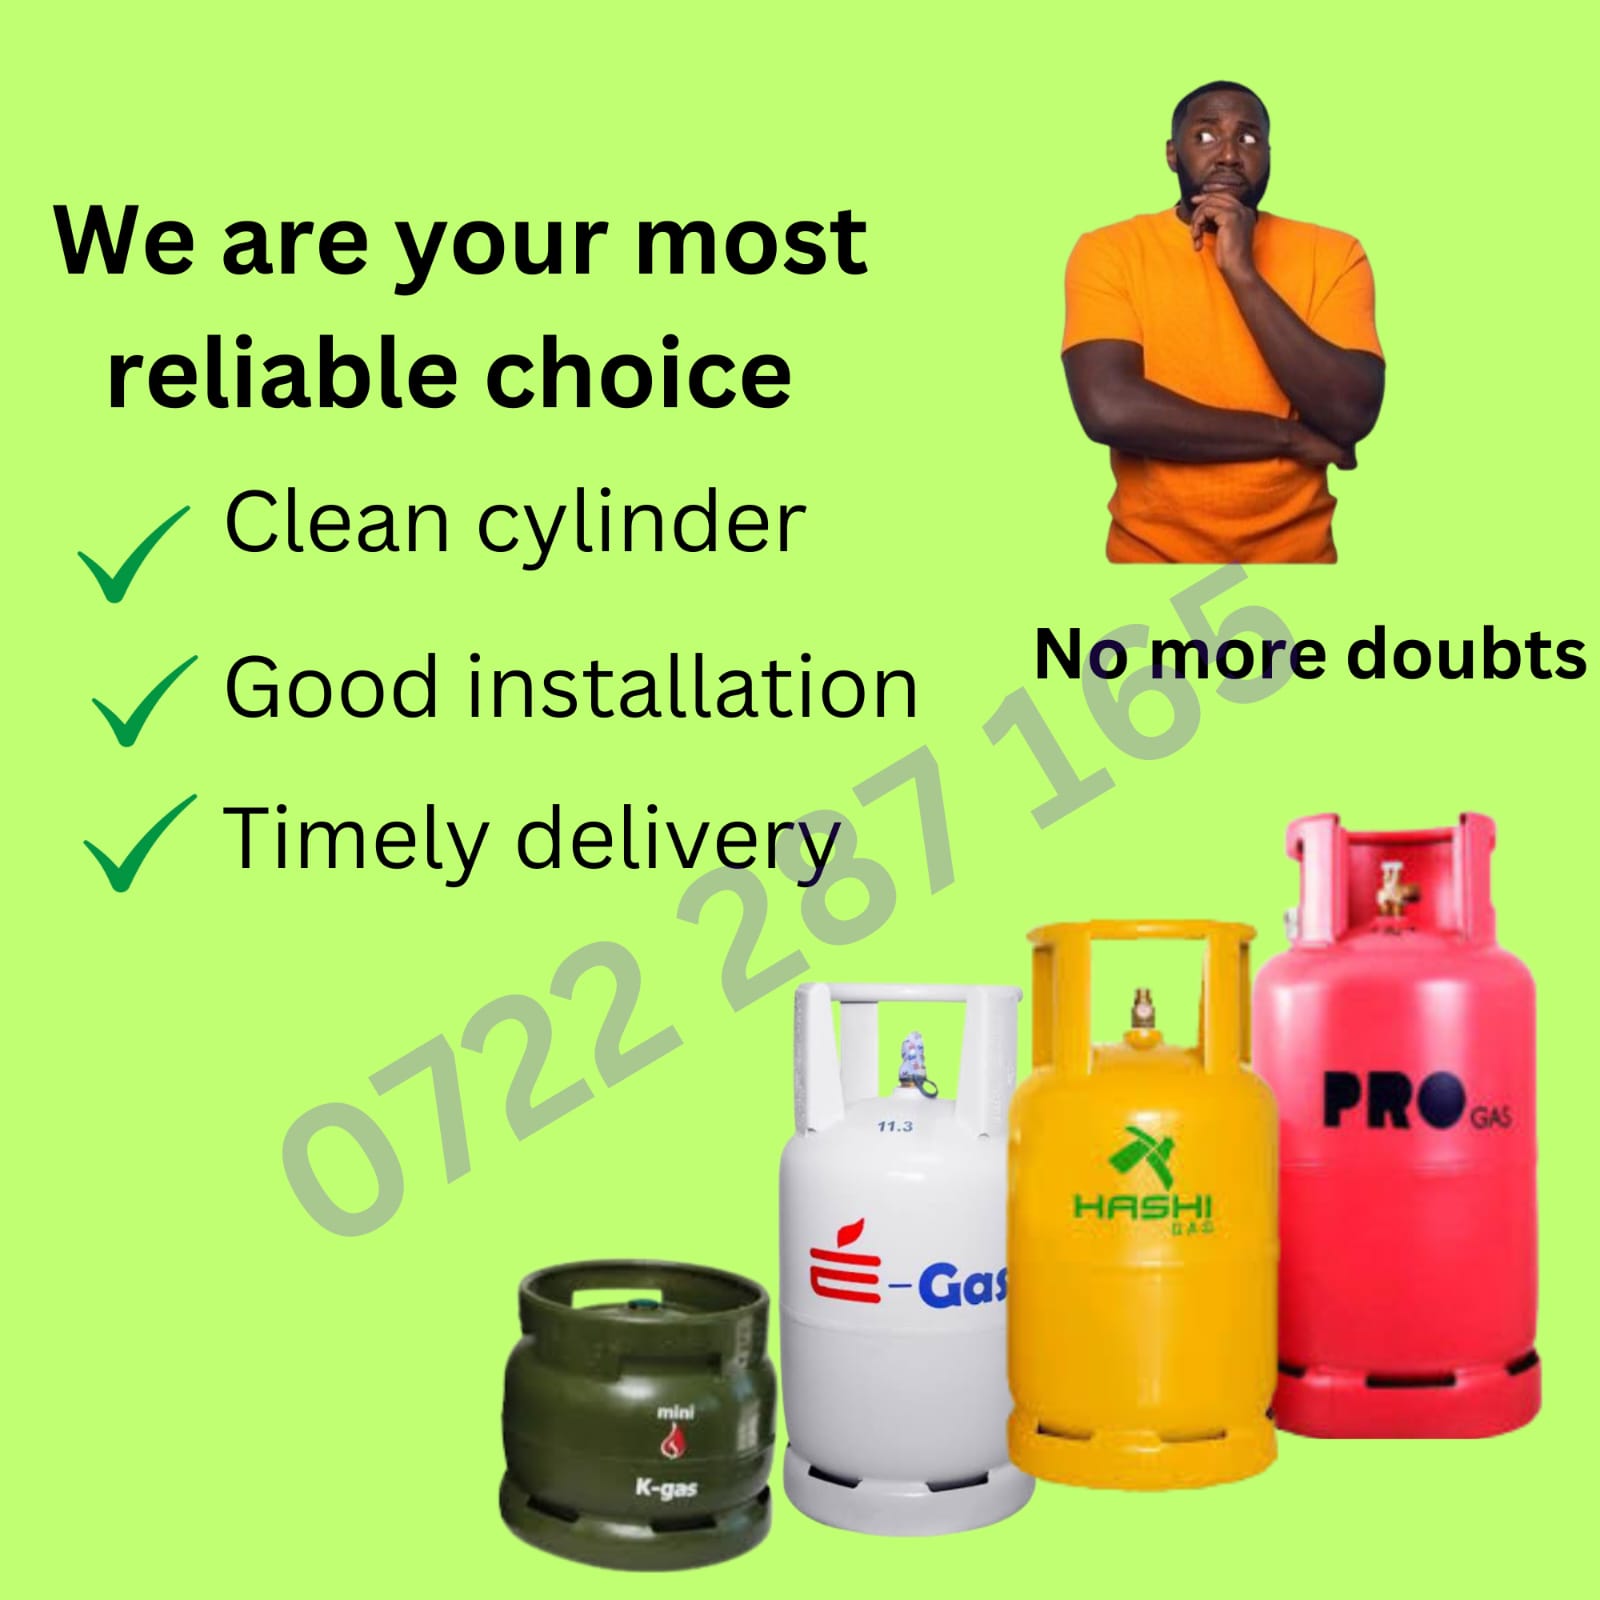 We are your most
reliable choice
Clean cylinder
Good installation
Timely delivery
No more doubts
0722 287 165
PRO GAS
HASHI
GAS
11.3
É-Gas
mini
K-gas